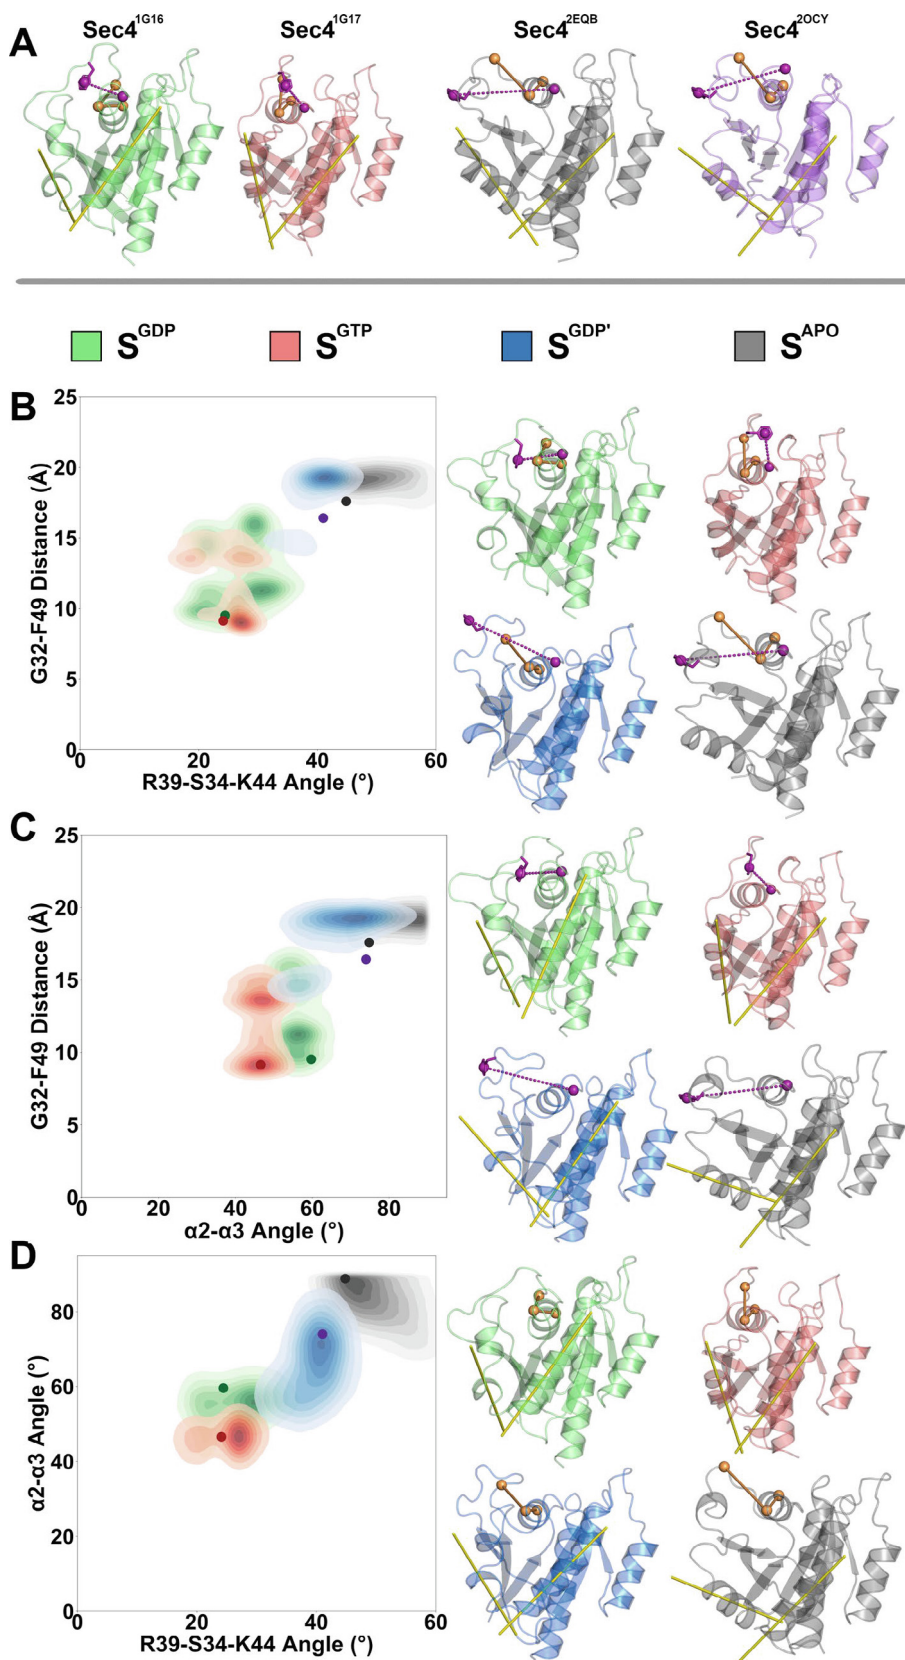 A
Sec4 1G16
Sec4 1G17
Sec4 2EQB
Sec4 2OCY
S GDP
S GTP
S GDP'
S APO
B
25
20
15
10
5
0
20
40
60
G32-F49 Distance (Å)
R39-S34-K44 Angle (°)
C
25
20
15
10
5
0
0
20
40
60
80
G32-F49 Distance (Å)
α2-α3 Angle (°)
D
80
60
40
20
0
0
20
40
60
α2-α3 Angle (°)
R39-S34-K44 Angle (°)